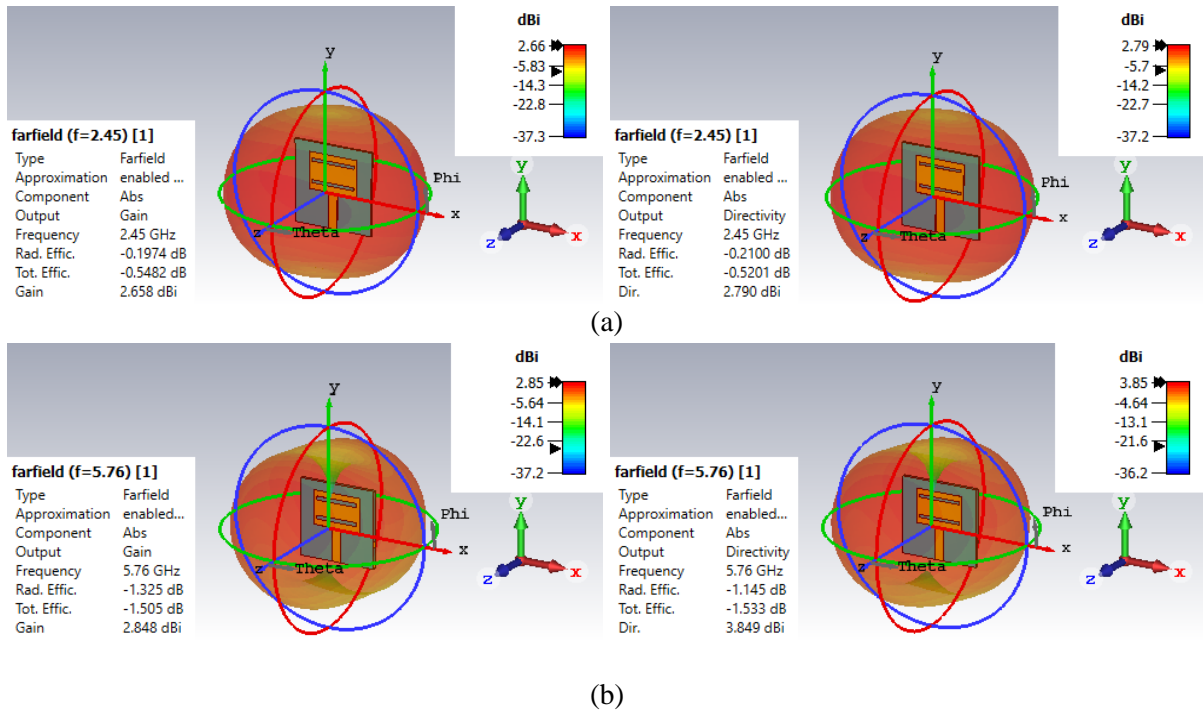 dBi
2.66
-5.83
-14.3
-22.8
-37.3
y
farfield (f=2.45) [1]
Type Farfield
Approximation enabled ...
Component Abs
Output Gain
Frequency 2.45 GHz
Rad. Effic. -0.1974 dB
Tot. Effic. -0.5482 dB
Gain 2.658 dBi
Phi
x
z
Theta
y
z
x
dBi
2.79
-5.7
-14.3
-22.7
-37.2
y
farfield (f=2.45) [1]
Type Farfield
Approximation enabled ...
Component Abs
Output Directivity
Frequency 2.45 GHz
Rad. Effic. -0.2100 dB
Tot. Effic. -0.5201 dB
Dir. 2.790 dBi
Phi
x
z
Theta
y
z
x
(a)
dBi
2.85
-5.64
-14.1
-22.6
-37.2
y
farfield (f=5.76) [1]
Type Farfield
Approximation enabled...
Component Abs
Output Gain
Frequency 5.76 GHz
Rad. Effic. -1.325 dB
Tot. Effic. -1.505 dB
Gain 2.848 dBi
Phi
x
z
Theta
y
z
x
dBi
3.85
-4.64
-13.1
-21.6
-36.2
y
farfield (f=5.76) [1]
Type Farfield
Approximation enabled...
Component Abs
Output Directivity
Frequency 5.76 GHz
Rad. Effic. -1.145 dB
Tot. Effic. -1.533 dB
Dir. 3.849 dBi
Phi
x
z
Theta
y
z
x
(b)